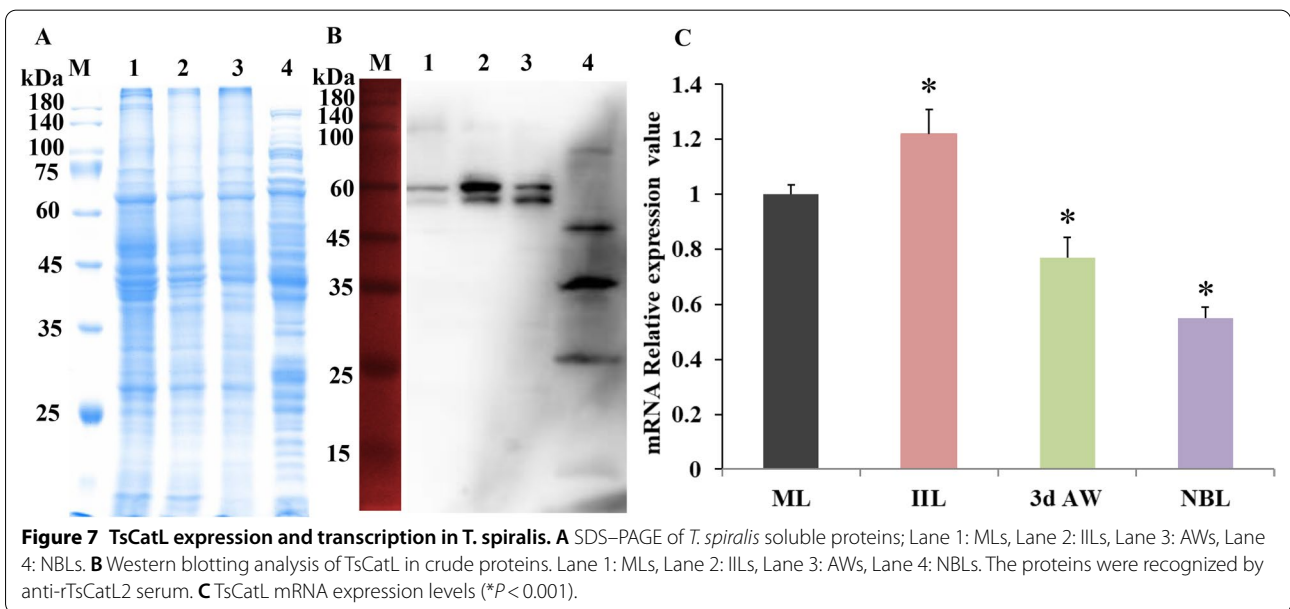 A
M 1 2 3 4
kDa
180
140
100
75
60
45
35
25
B
M 1 2 3 4
kDa
180
140
100
60
45
35
25
15
C
mRNA Relative expression value
1.4
1.2
1
0.8
0.6
0.4
0.2
0
* * * *
ML IIL 3d AW NBL
Figure 7 TsCatL expression and transcription in T. spiralis. A SDS–PAGE of T. spiralis soluble proteins; Lane 1: MLs, Lane 2: IILs, Lane 3: AWs, Lane
4: NBLs. B Western blotting analysis of TsCatL in crude proteins. Lane 1: MLs, Lane 2: IILs, Lane 3: AWs, Lane 4: NBLs. The proteins were recognized by
anti-rTsCatL2 serum. C TsCatL mRNA expression levels (*P < 0.001).